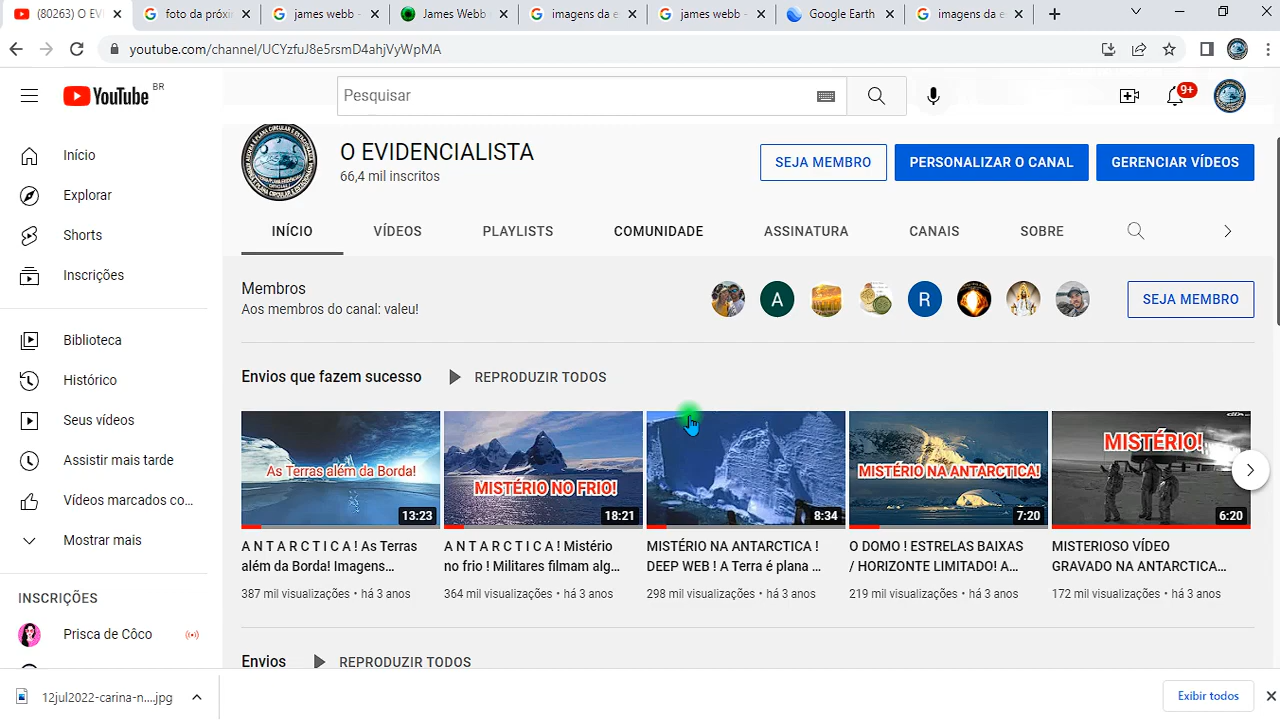 (80263) O EVI
foto da próxi
james webb -
James Webb
imagens da e
james webb -
Google Earth
imagens da e
youtube.com/channel/UCYzfuJ8e5rsmD4ahjVyWpMA
YouTube BR
Pesquisar
9+
O EVIDENCIALISTA
66,4 mil inscritos
SEJA MEMBRO
PERSONALIZAR O CANAL
GERENCIAR VÍDEOS
INÍCIO
VÍDEOS
PLAYLISTS
COMUNIDADE
ASSINATURA
CANAIS
SOBRE
Membros
Aos membros do canal: valeu!
A
R
SEJA MEMBRO
Envios que fazem sucesso
REPRODUZIR TODOS
As Terras além da Borda!
13:23
A N T A R C T I C A ! As Terras
além da Borda! Imagens...
387 mil visualizações • há 3 anos
MISTÉRIO NO FRIO!
18:21
A N T A R C T I C A ! Mistério
no frio ! Militares filmam alg...
364 mil visualizações • há 3 anos
8:34
MISTÉRIO NA ANTARCTICA !
DEEP WEB ! A Terra é plana ...
298 mil visualizações • há 3 anos
MISTÉRIO NA ANTARCTICA!
7:20
O DOMO ! ESTRELAS BAIXAS
/ HORIZONTE LIMITADO! A...
219 mil visualizações • há 3 anos
MISTÉRIO!
6:20
MISTERIOSO VÍDEO
GRAVADO NA ANTARCTICA...
172 mil visualizações • há 3 anos
Envios
REPRODUZIR TODOS
Início
Explorar
Shorts
Inscrições
Biblioteca
Histórico
Seus vídeos
Assistir mais tarde
Vídeos marcados co...
Mostrar mais
INSCRIÇÕES
Prisca de Côco
12jul2022-carina-n....jpg
Exibir todos